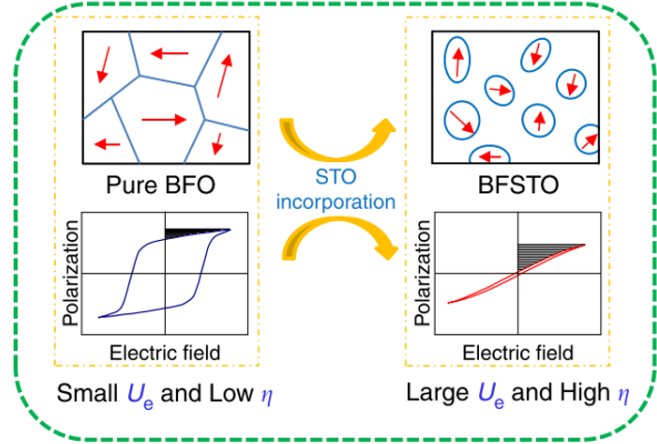 Pure BFO
BFSTO
STO
incorporation
Polarization
Electric field
Polarization
Electric field
Small Uₑ and Low η
Large Uₑ and High η